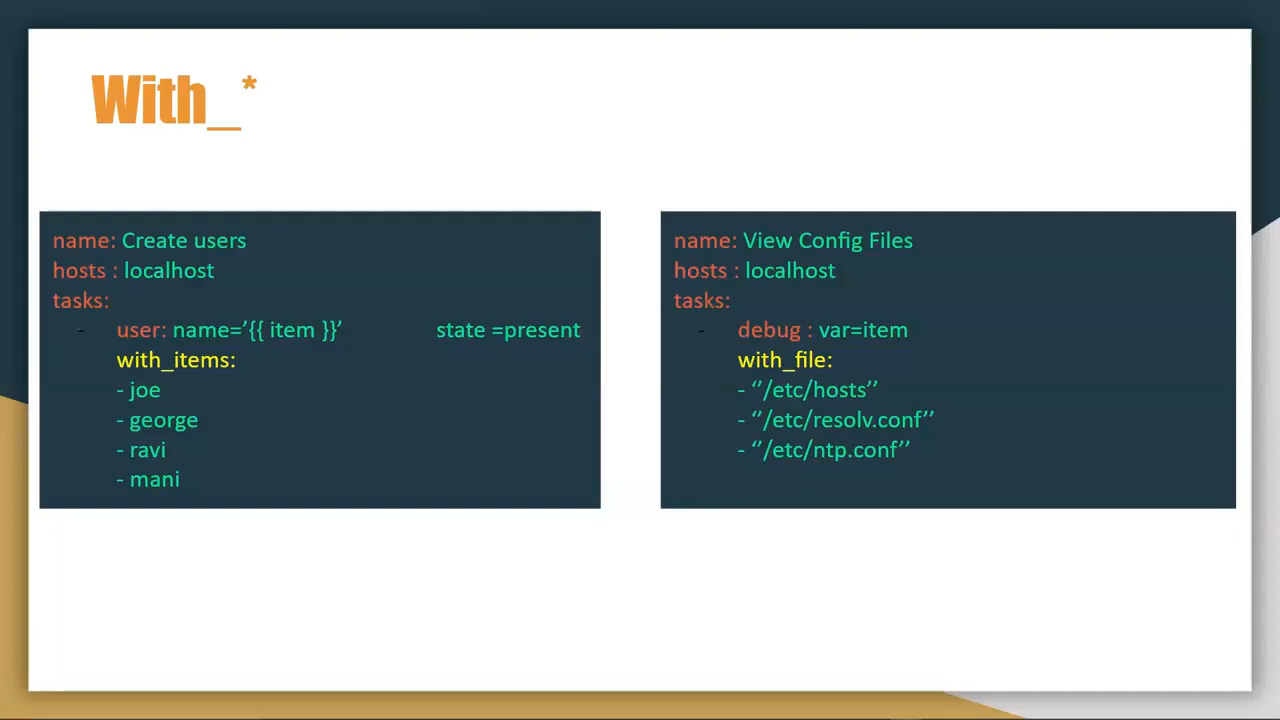 With_*
name: Create users
hosts : localhost
tasks:
- user: name=’{{ item }}’ state =present
with_items:
- joe
- george
- ravi
- mani
name: View Config Files
hosts : localhost
tasks:
- debug : var=item
with_file:
- ‘’/etc/hosts’’
- ‘’/etc/resolv.conf’’
- ‘’/etc/ntp.conf’’